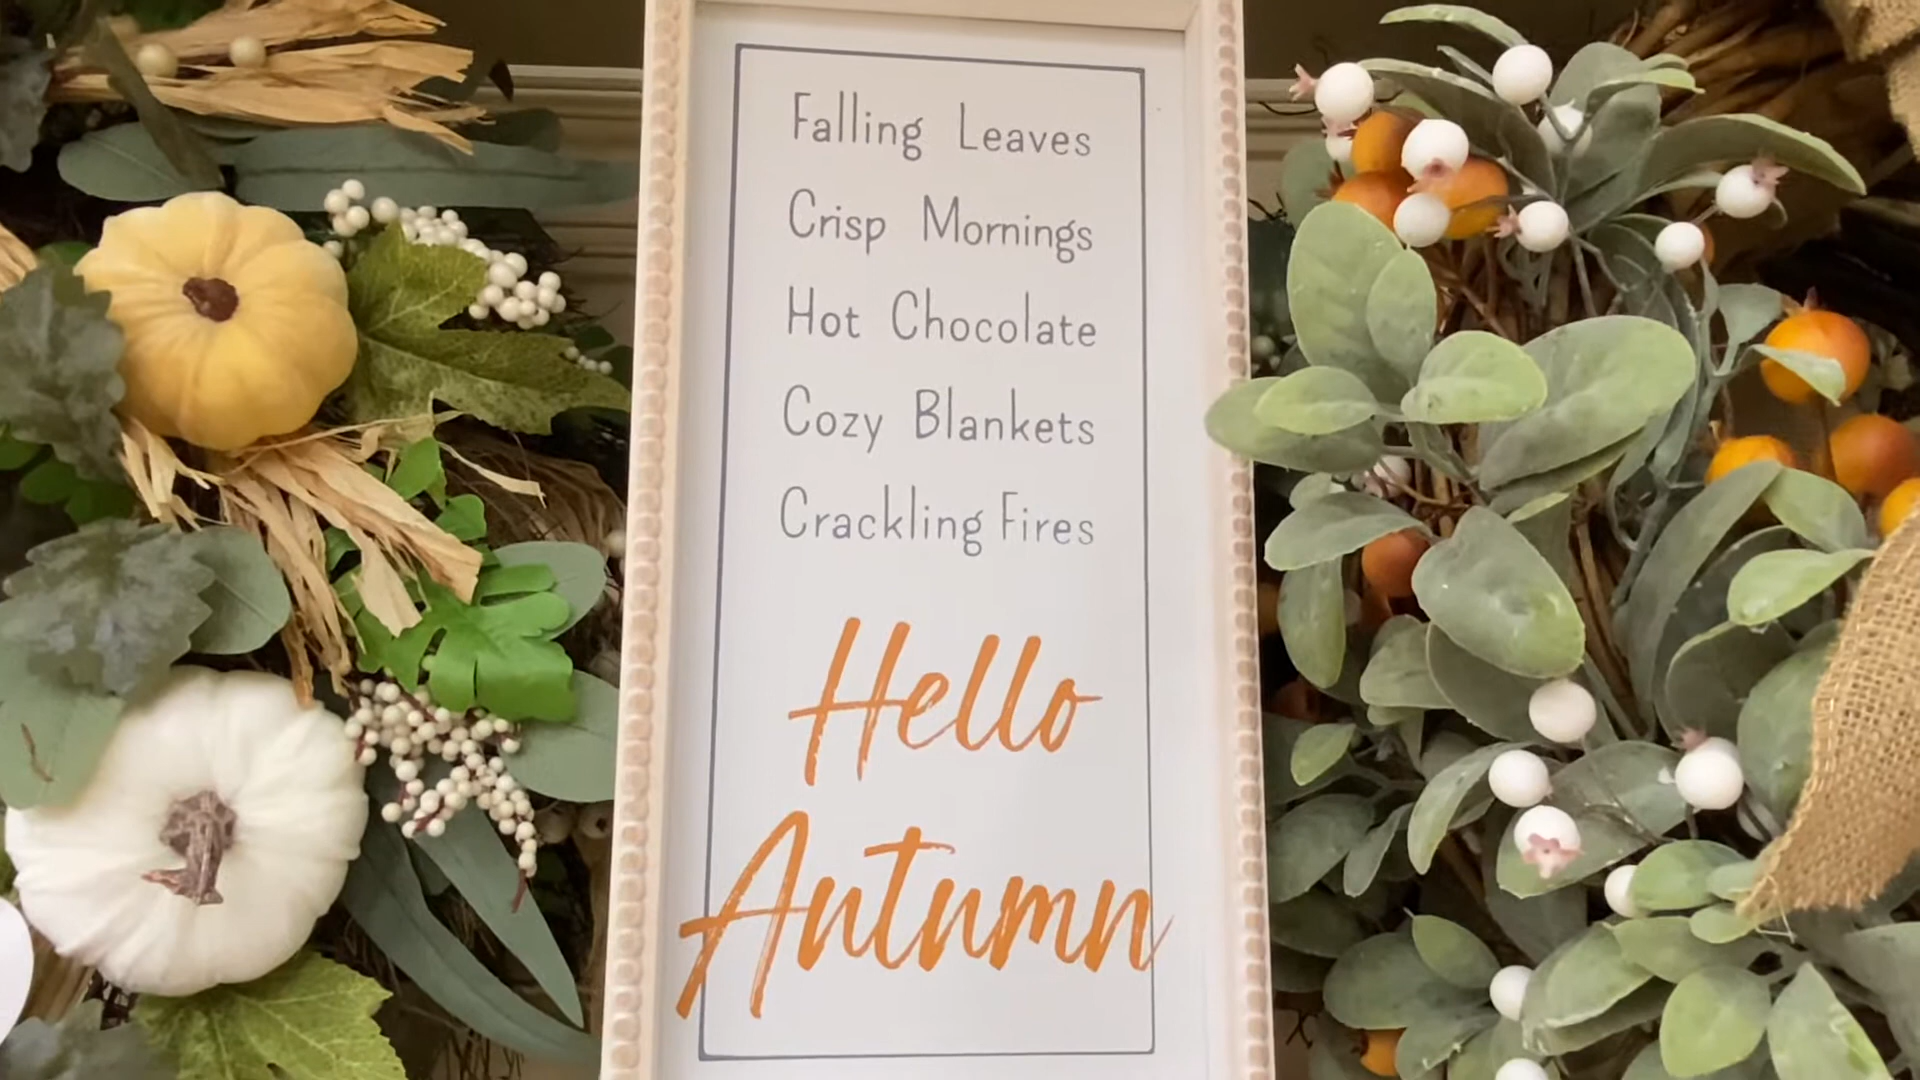 Falling Leaves
Crisp Mornings
Hot Chocolate
Cozy Blankets
Crackling Fires
Hello
Autumn